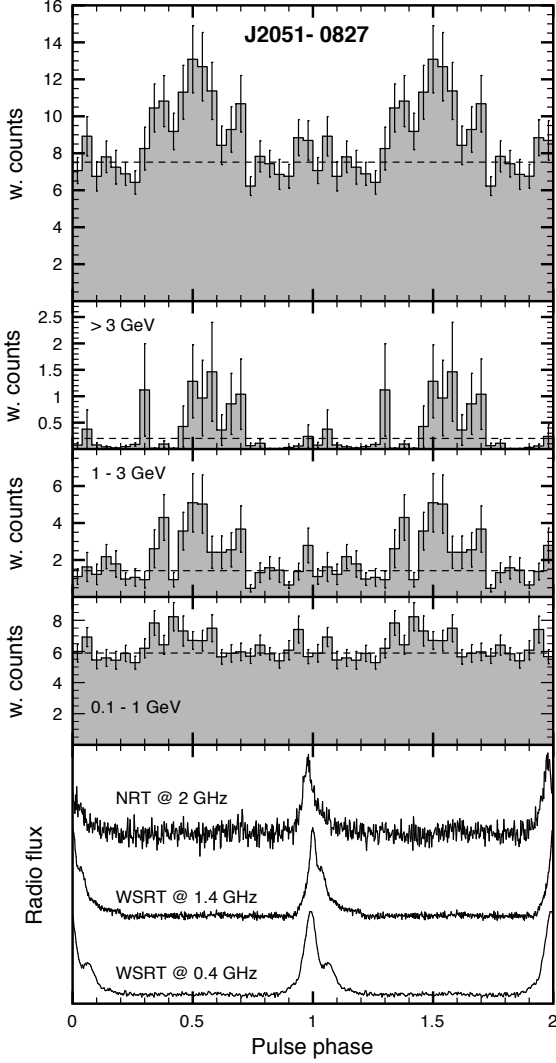 J2051- 0827
16
14
12
10
8
6
4
2
w. counts
> 3 GeV
2.5
2
1.5
1
0.5
w. counts
1 - 3 GeV
6
4
2
w. counts
8
6
4
2
w. counts
0.1 - 1 GeV
NRT @ 2 GHz
WSRT @ 1.4 GHz
WSRT @ 0.4 GHz
Radio flux
0 0.5 1 1.5 2
Pulse phase